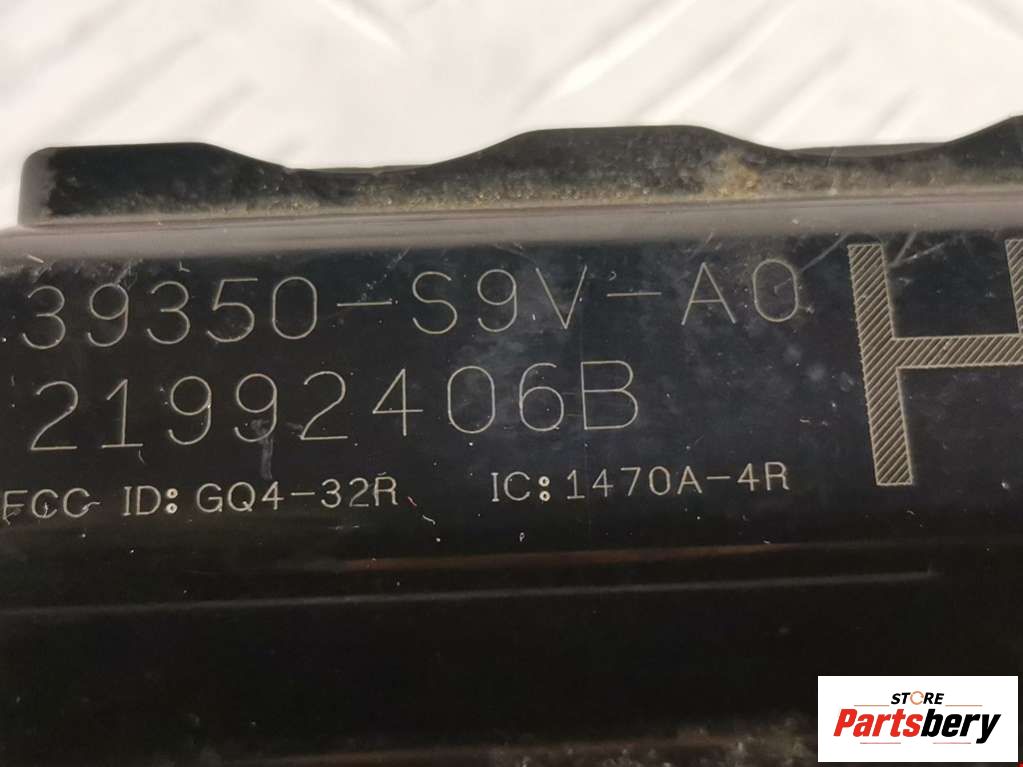 39350-S9V-A0
H
21992406B
FCC ID: GQ4-32R IC: 1470A-4R
STORE
Partsbery